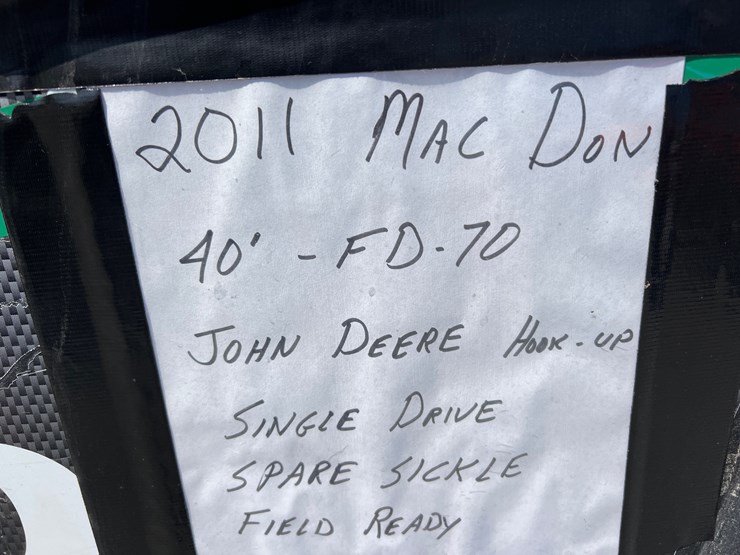 2011 MAC DON
40' - FD-70
JOHN DEERE HOOK-UP
SINGLE DRIVE
SPARE SICKLE
FIELD READY